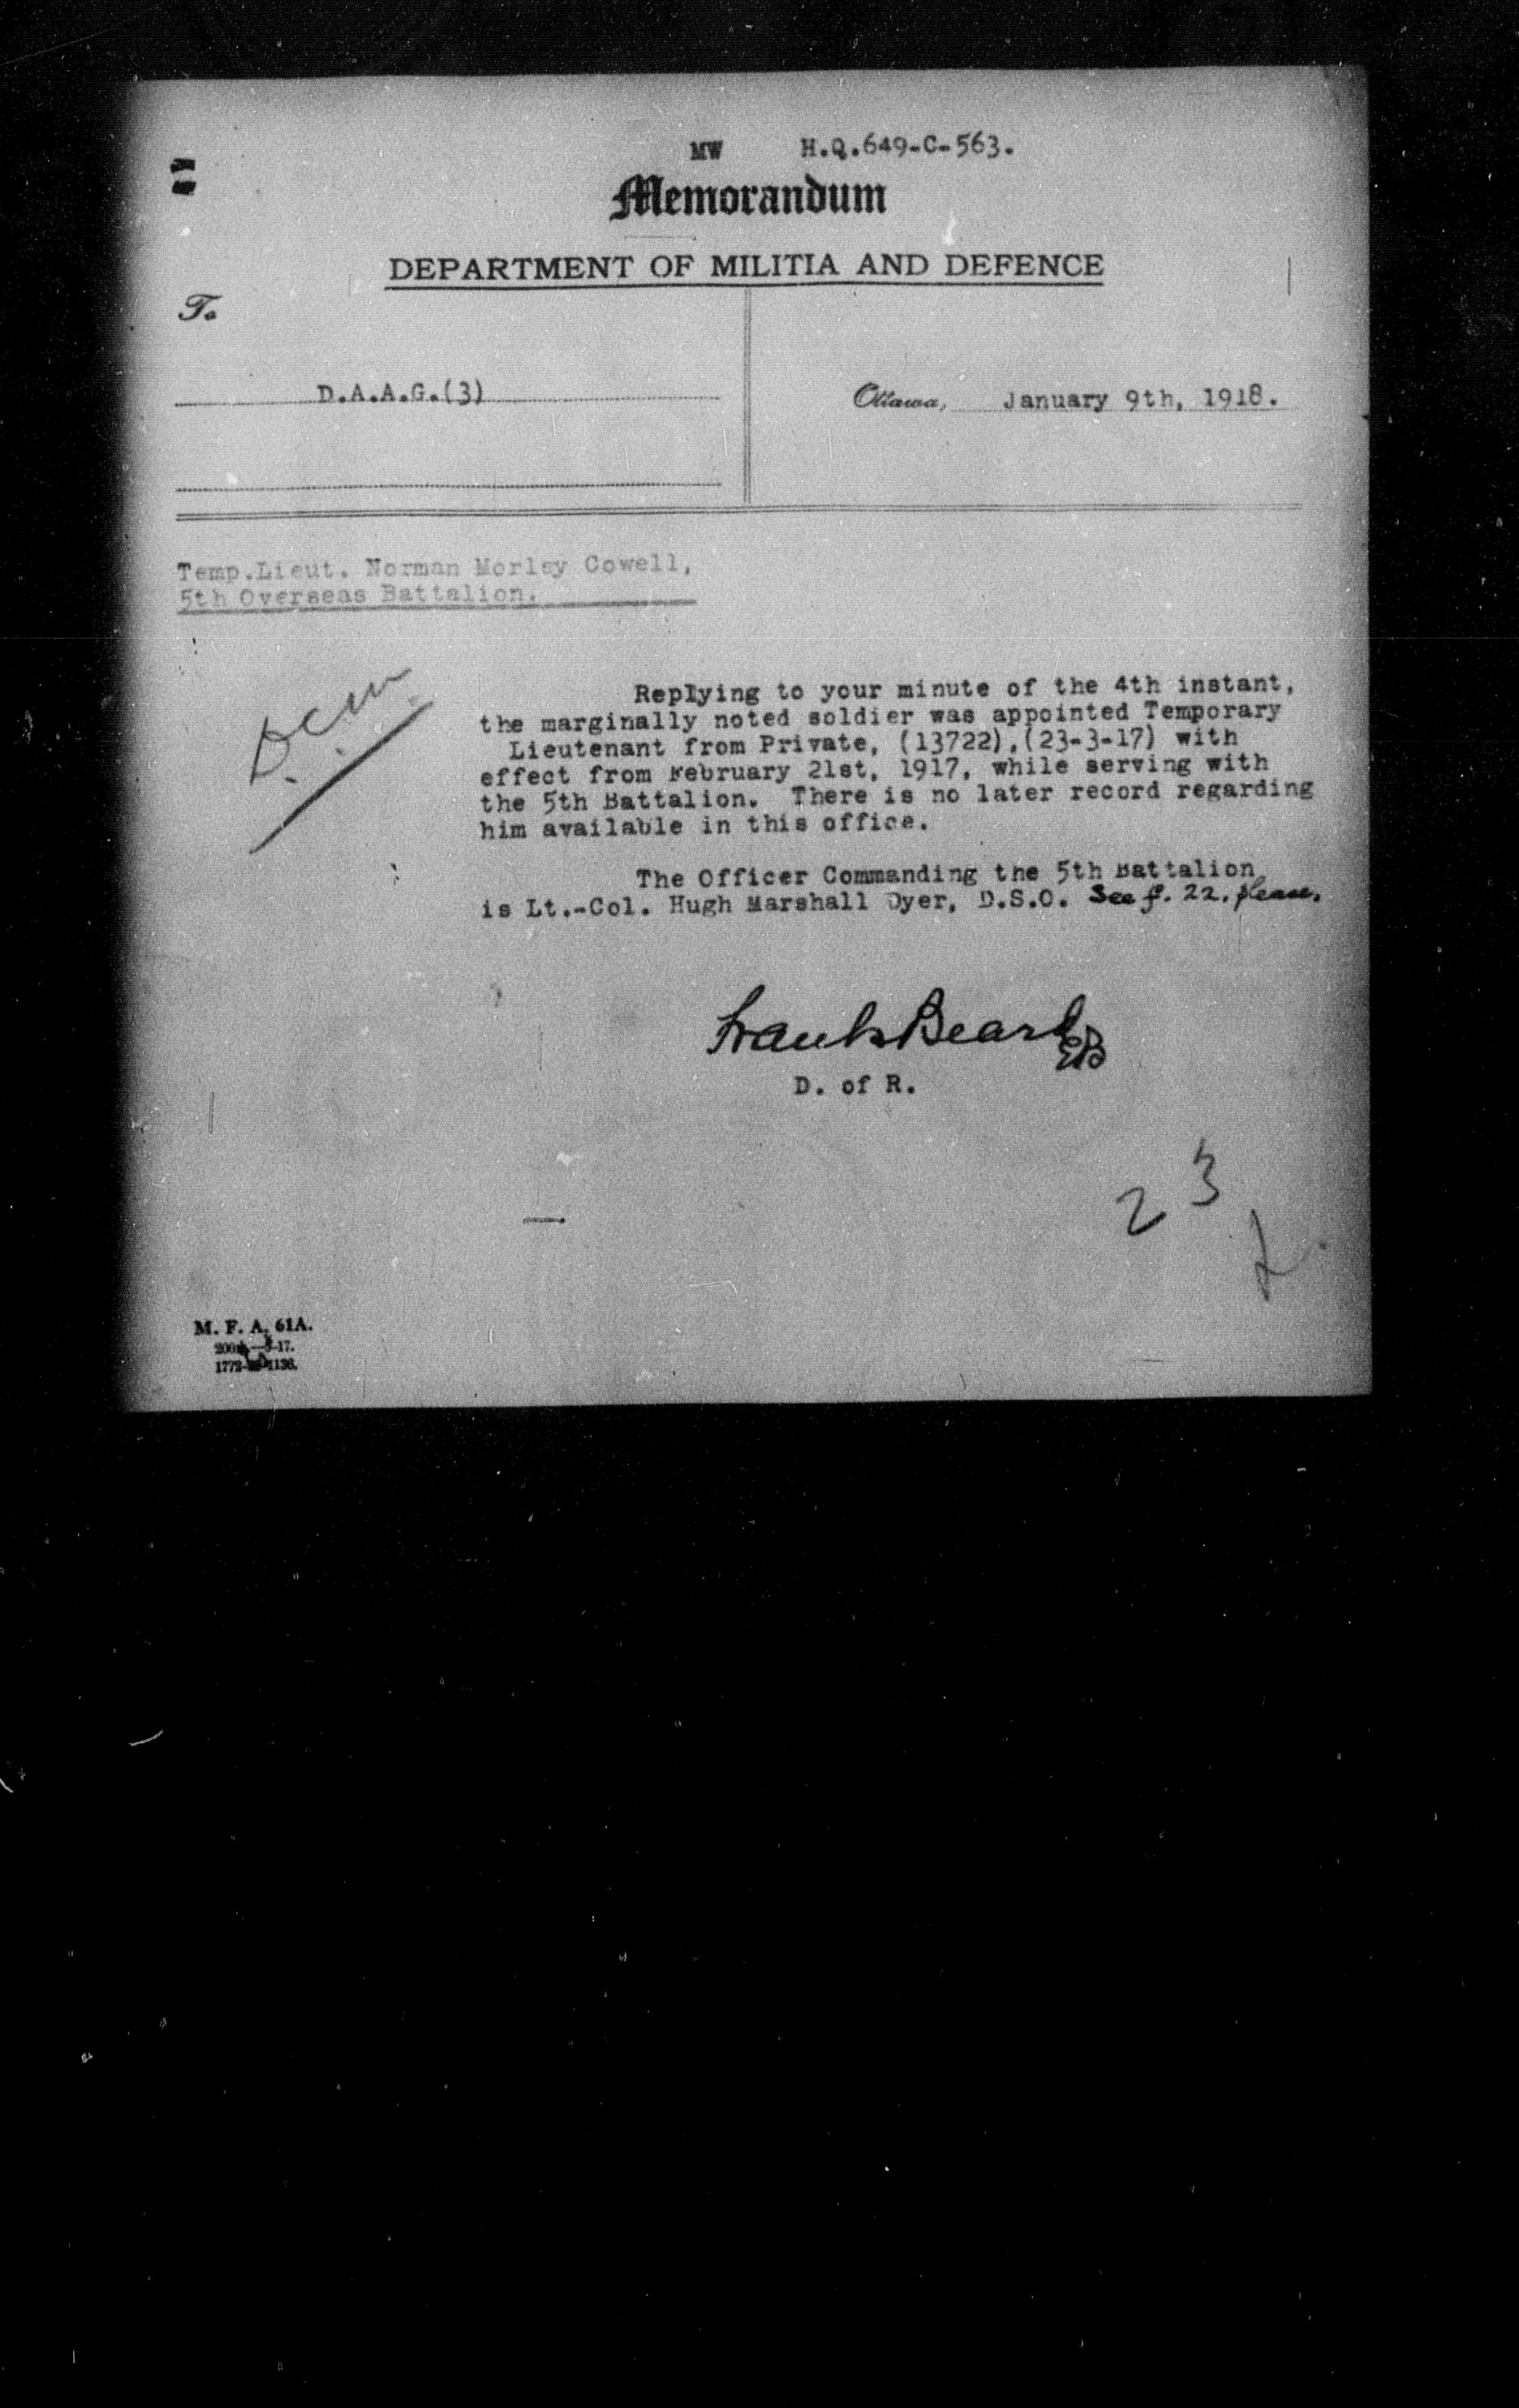 MW H.Q.649-C-563.
Memorandum
DEPARTMENT OF MILITIA AND DEFENCE
To
D.A.A.G.(3)
Ottawa, January 9th, 1918.
Temp.Lieut. Norman Morley Cowell,
5th Overseas Battalion.
D.C.M.
Replying to your minute of the 4th instant,
the marginally noted soldier was appointed Temporary
Lieutenant from Private, (13722),(23-3-17) with
effect from February 21st, 1917, while serving with
the 5th Battalion. There is no later record regarding
him available in this office.
The Officer Commanding the 5th Battalion
is Lt.-Col. Hugh Marshall Dyer, D.S.O. See f. 22. please.
Frank Beard
EB
D. of R.
23
M. F. A. 61A.